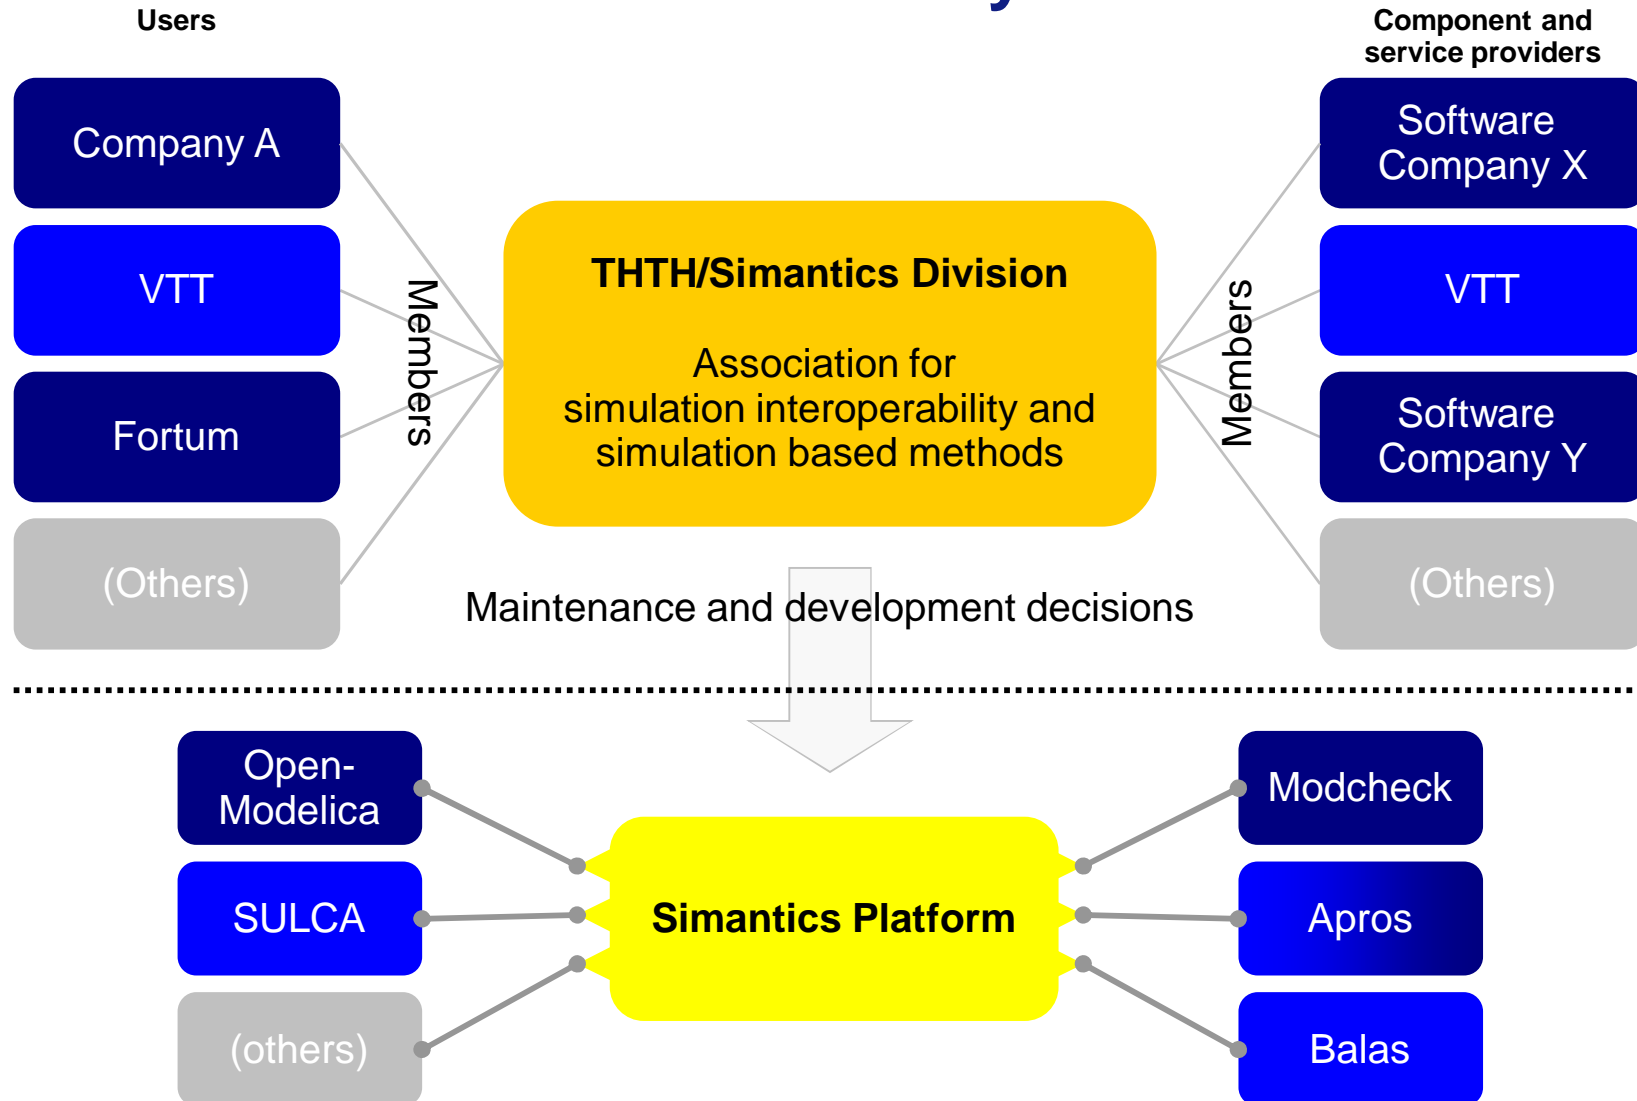 Users
Component and
service providers
Company A
VTT
Fortum
(Others)
Members
THTH/Simantics Division
Association for
simulation interoperability and
simulation based methods
Members
Software
Company X
VTT
Software
Company Y
(Others)
Maintenance and development decisions
Open-
Modelica
SULCA
(others)
Simantics Platform
Modcheck
Apros
Balas